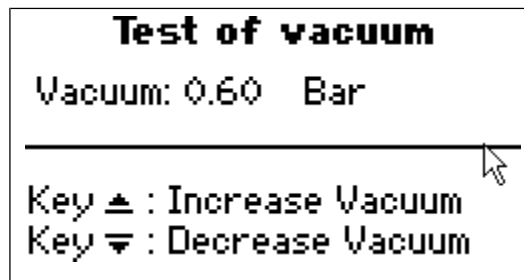 Test of vacuum
Vacuum: 0.60 Bar
Key ▲ : Increase Vacuum
Key ▼ : Decrease Vacuum